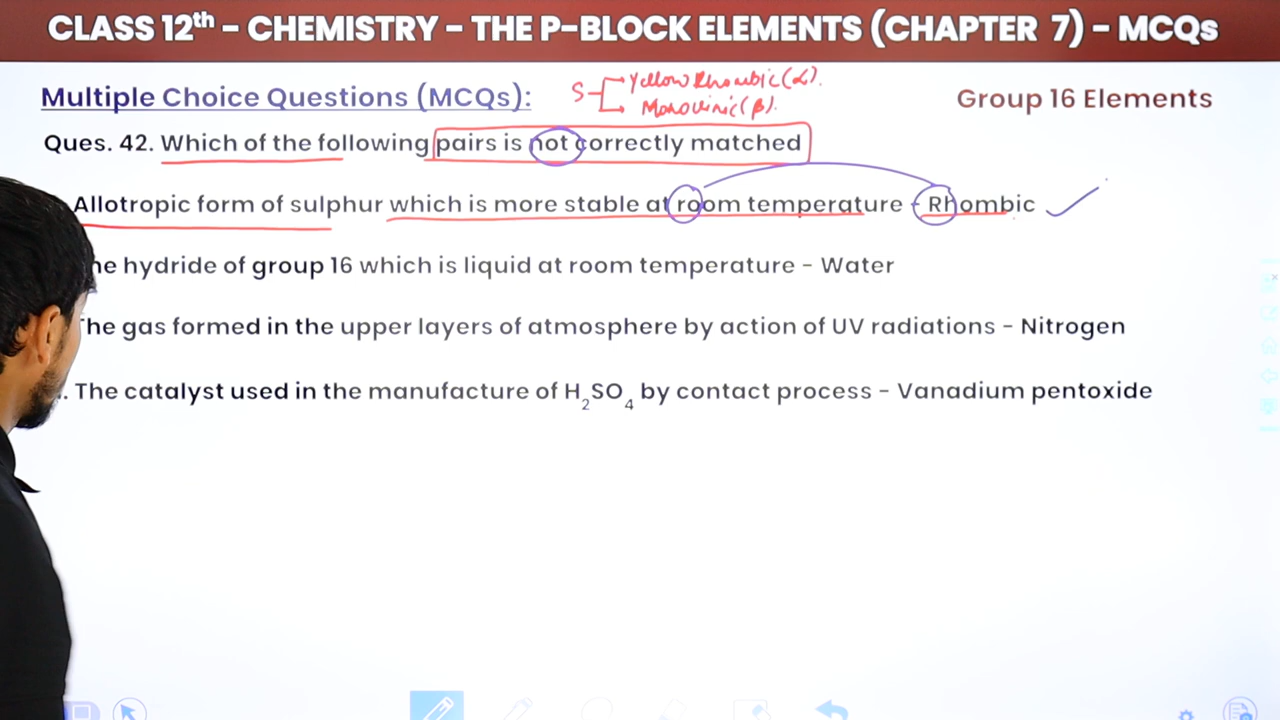 CLASS 12th - CHEMISTRY - THE P-BLOCK ELEMENTS (CHAPTER 7) - MCQs
Multiple Choice Questions (MCQs):
S
Yellow Rhombic (α).
Monoclinic (β).
Group 16 Elements
Ques. 42. Which of the following pairs is not correctly matched
Allotropic form of sulphur which is more stable at room temperature - Rhombic
hydride of group 16 which is liquid at room temperature - Water
The gas formed in the upper layers of atmosphere by action of UV radiations - Nitrogen
The catalyst used in the manufacture of H2SO4 by contact process - Vanadium pentoxide